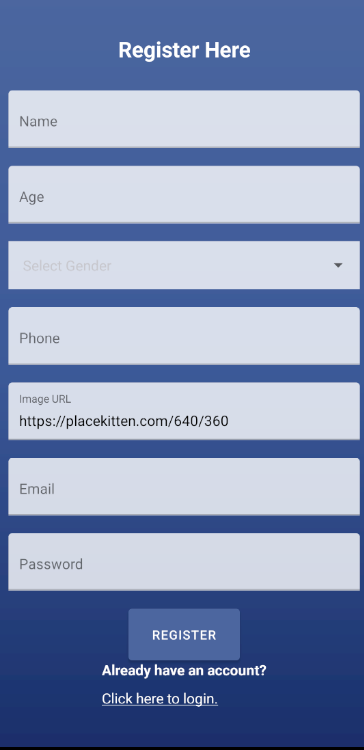 Register Here
Name
Age
Select Gender
Phone
Image URL
https://placekitten.com/640/360
Email
Password
REGISTER
Already have an account?
Click here to login.